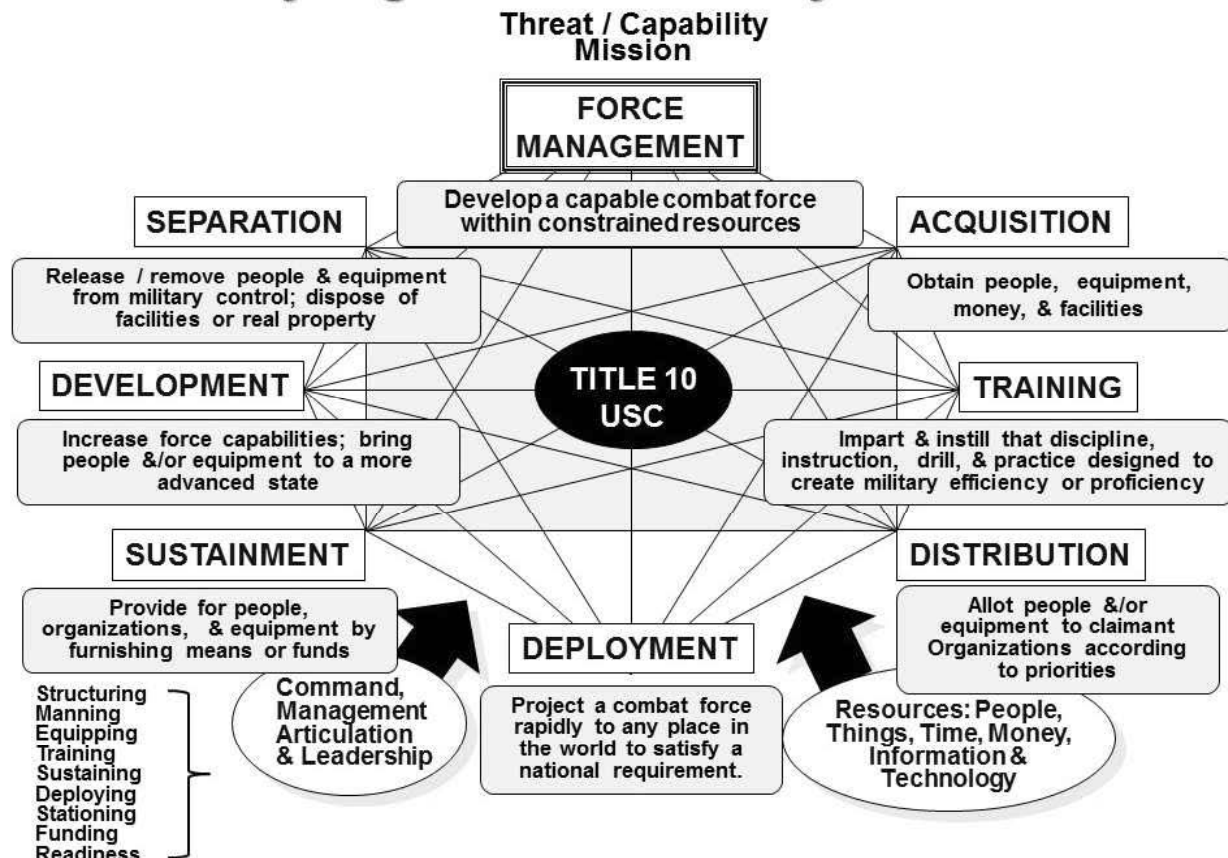 Threat / Capability
Mission
FORCE
MANAGEMENT
Develop a capable combat force
within constrained resources
SEPARATION
Release / remove people & equipment
from military control; dispose of
facilities or real property
ACQUISITION
Obtain people, equipment,
money, & facilities
DEVELOPMENT
Increase force capabilities; bring
people &/or equipment to a more
advanced state
TITLE 10
USC
TRAINING
Impart & instill that discipline,
instruction, drill, & practice designed to
create military efficiency or proficiency
SUSTAINMENT
Provide for people,
organizations, & equipment by
furnishing means or funds
DISTRIBUTION
Allot people &/or
equipment to claimant
Organizations according
to priorities
DEPLOYMENT
Project a combat force
rapidly to any place in
the world to satisfy a
national requirement.
Structuring
Manning
Equipping
Training
Sustaining
Deploying
Stationing
Funding
Readiness
Command,
Management
Articulation
& Leadership
Resources: People,
Things, Time, Money,
Information &
Technology